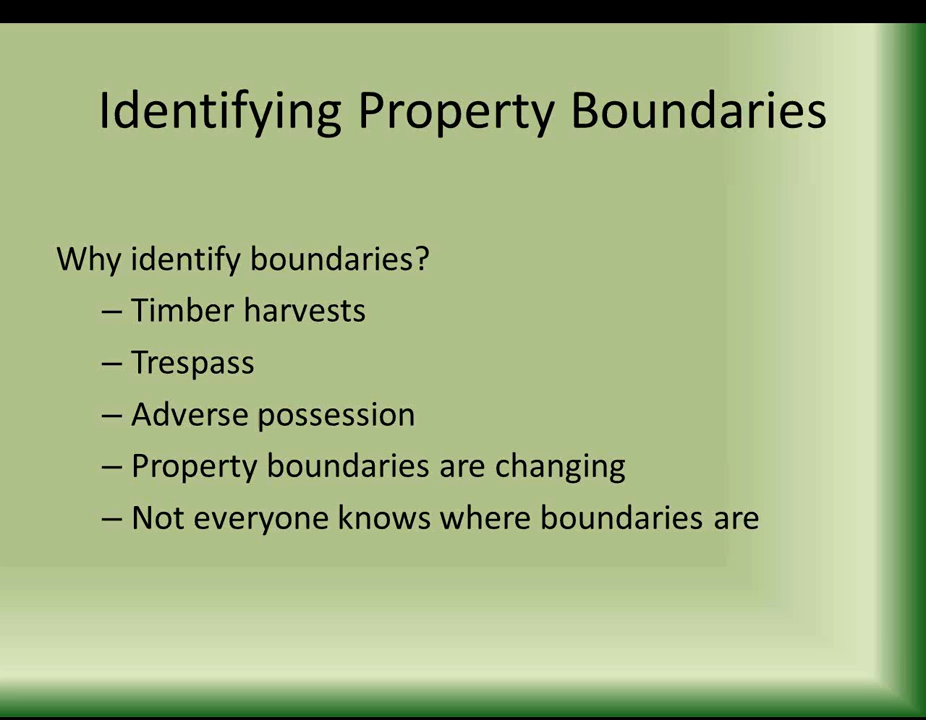 Identifying Property Boundaries
Why identify boundaries?
– Timber harvests
– Trespass
– Adverse possession
– Property boundaries are changing
– Not everyone knows where boundaries are